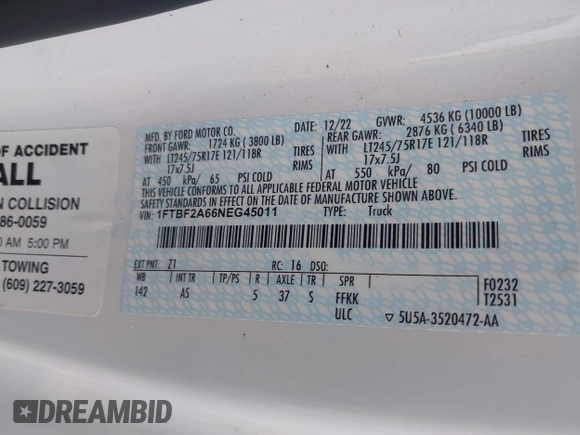 OF ACCIDENT
ALL
N COLLISION
86-0059
0 AM 5:00 PM
TOWING
(609) 227-3059
MFD. BY FORD MOTOR CO.
DATE: 12/22 GVWR: 4536 KG (10000 LB)
FRONT GAWR: 1724 KG ( 3800 LB) REAR GAWR: 2876 KG ( 6340 LB)
WITH LT245/75R17E 121/118R TIRES WITH LT245/75R17E 121/118R TIRES
17x7.5J RIMS 17x7.5J RIMS
AT 450 kPa/ 65 PSI COLD AT 550 kPa/ 80 PSI COLD
THIS VEHICLE CONFORMS TO ALL APPLICABLE FEDERAL MOTOR VEHICLE
SAFETY STANDARDS IN EFFECT ON THE DATE OF MANUFACTURE SHOWN ABOVE.
VIN: 1FTBF2A66NEG45011 TYPE: Truck
EXT PNT: Z1 RC: 16 DSO:
WB INT TR TP/PS R AXLE TR SPR F0232
142 AS 5 37 S FFKK T2531
ULC ▽ 5U5A-3520472-AA
DREAMBID